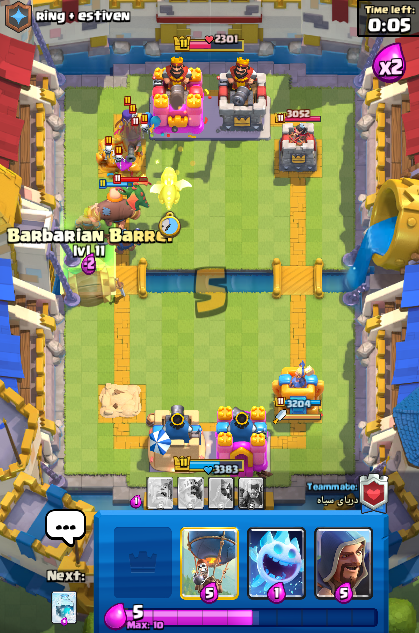 ring + estiven
2301
Time left:
0:05
x2
3052
Barbarian Barrel
lvl 11
-2
5
3204
3383
Teammate:
دریای سیاه
...
Next:
5
1
5
5
Max: 10